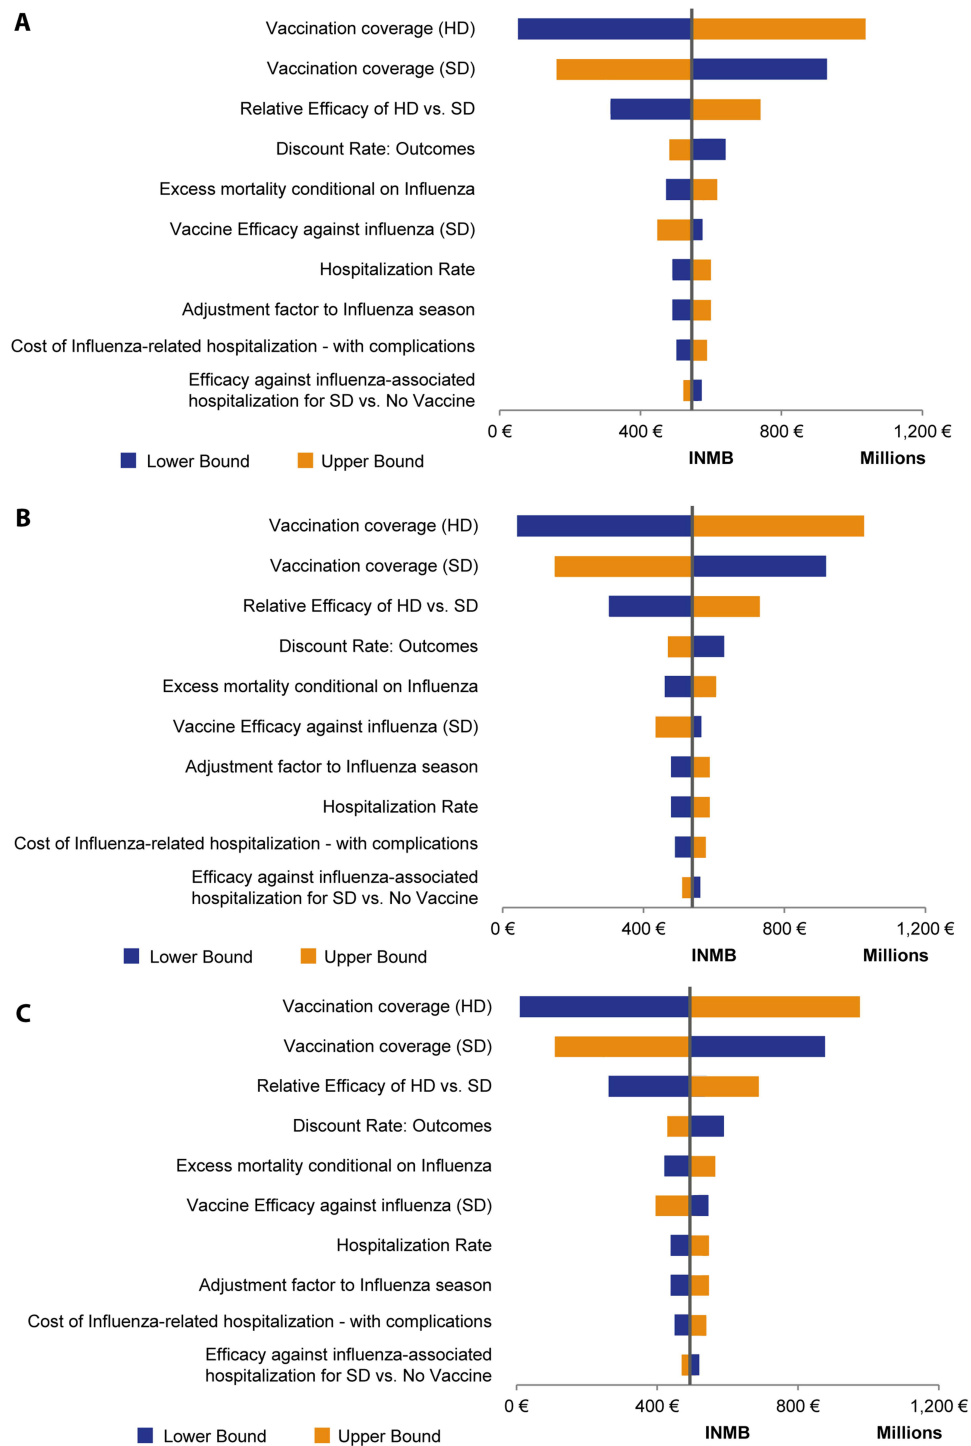 A
Vaccination coverage (HD)
Vaccination coverage (SD)
Relative Efficacy of HD vs. SD
Discount Rate: Outcomes
Excess mortality conditional on Influenza
Vaccine Efficacy against influenza (SD)
Hospitalization Rate
Adjustment factor to Influenza season
Cost of Influenza-related hospitalization - with complications
Efficacy against influenza-associated
hospitalization for SD vs. No Vaccine
0 € 400 € 800 € 1,200 €
Lower Bound Upper Bound INMB Millions
B
Vaccination coverage (HD)
Vaccination coverage (SD)
Relative Efficacy of HD vs. SD
Discount Rate: Outcomes
Excess mortality conditional on Influenza
Vaccine Efficacy against influenza (SD)
Adjustment factor to Influenza season
Hospitalization Rate
Cost of Influenza-related hospitalization - with complications
Efficacy against influenza-associated
hospitalization for SD vs. No Vaccine
0 € 400 € 800 € 1,200 €
Lower Bound Upper Bound INMB Millions
C
Vaccination coverage (HD)
Vaccination coverage (SD)
Relative Efficacy of HD vs. SD
Discount Rate: Outcomes
Excess mortality conditional on Influenza
Vaccine Efficacy against influenza (SD)
Hospitalization Rate
Adjustment factor to Influenza season
Cost of Influenza-related hospitalization - with complications
Efficacy against influenza-associated
hospitalization for SD vs. No Vaccine
0 € 400 € 800 € 1,200 €
Lower Bound Upper Bound INMB Millions